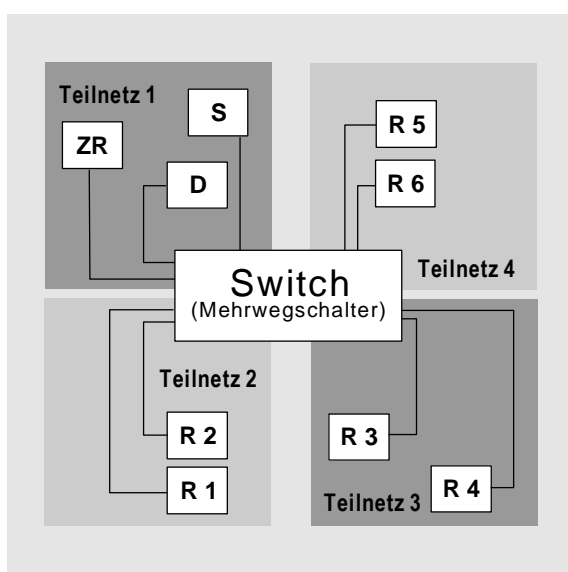 Teilnetz 1
S
ZR
D
R 5
R 6
Teilnetz 4
Switch
(Mehrwegschalter)
Teilnetz 2
R 2
R 1
R 3
R 4
Teilnetz 3